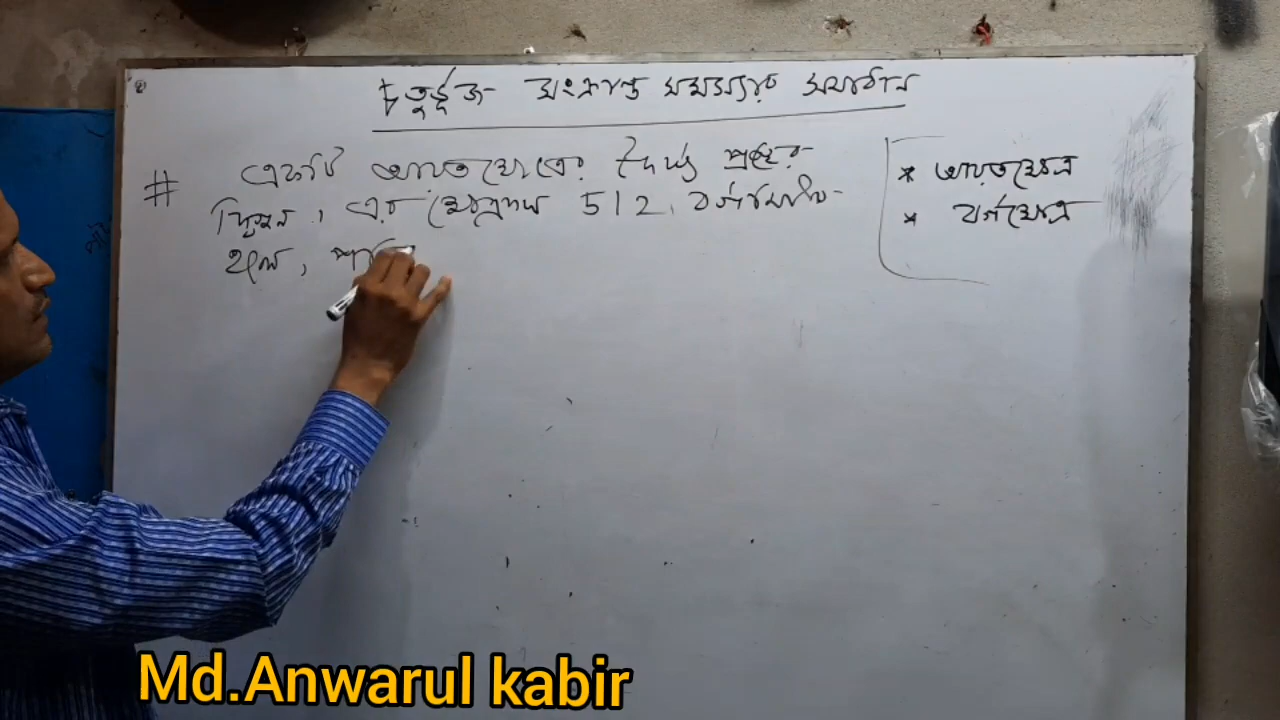 চতুর্ভুজ সংক্রান্ত সমস্যার সমাধান
# একটি আয়তক্ষেত্রের দৈর্ঘ্য প্রস্থের
দ্বিগুন, এর ক্ষেত্রফল 512 বর্গমিটার
হলে,
* আয়তক্ষেত্র
* বর্গক্ষেত্র
Md.Anwarul kabir